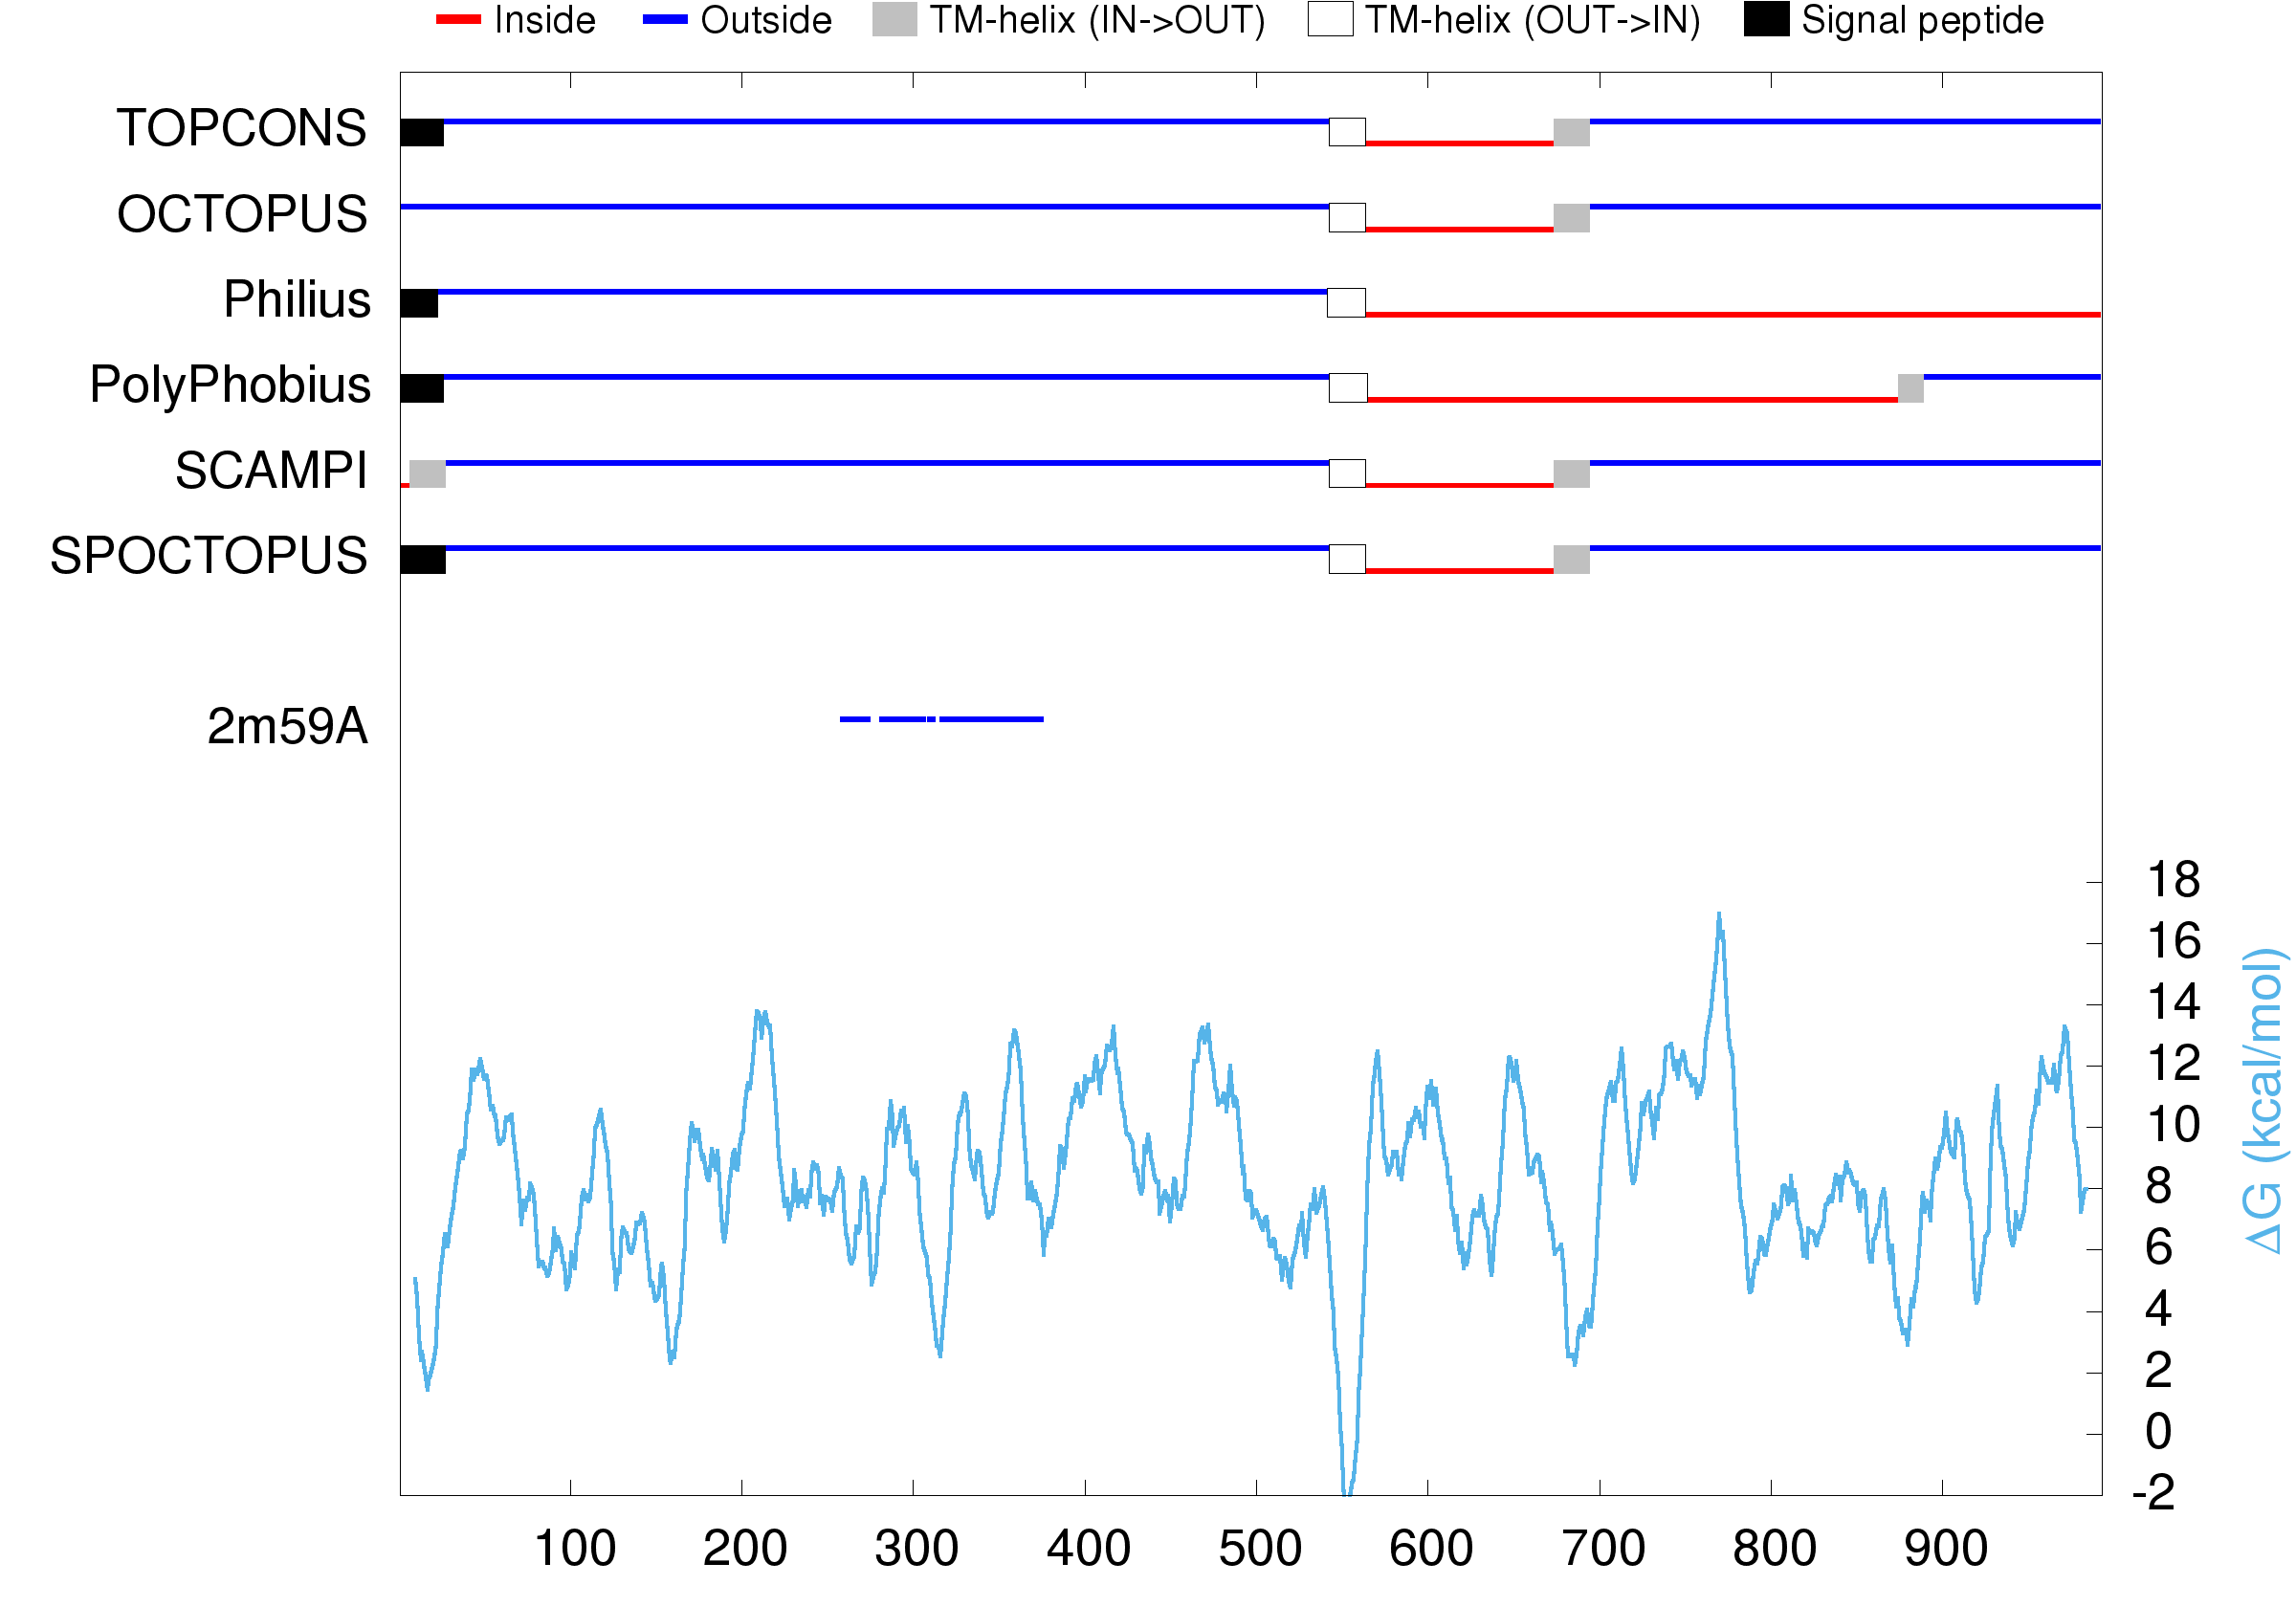 Inside Outside TM-helix (IN->OUT) TM-helix (OUT->IN) Signal peptide
TOPCONS
OCTOPUS
Philius
PolyPhobius
SCAMPI
SPOCTOPUS
2m59A
18
16
14
12
10
8
6
4
2
0
-2
ΔG (kcal/mol)
100 200 300 400 500 600 700 800 900